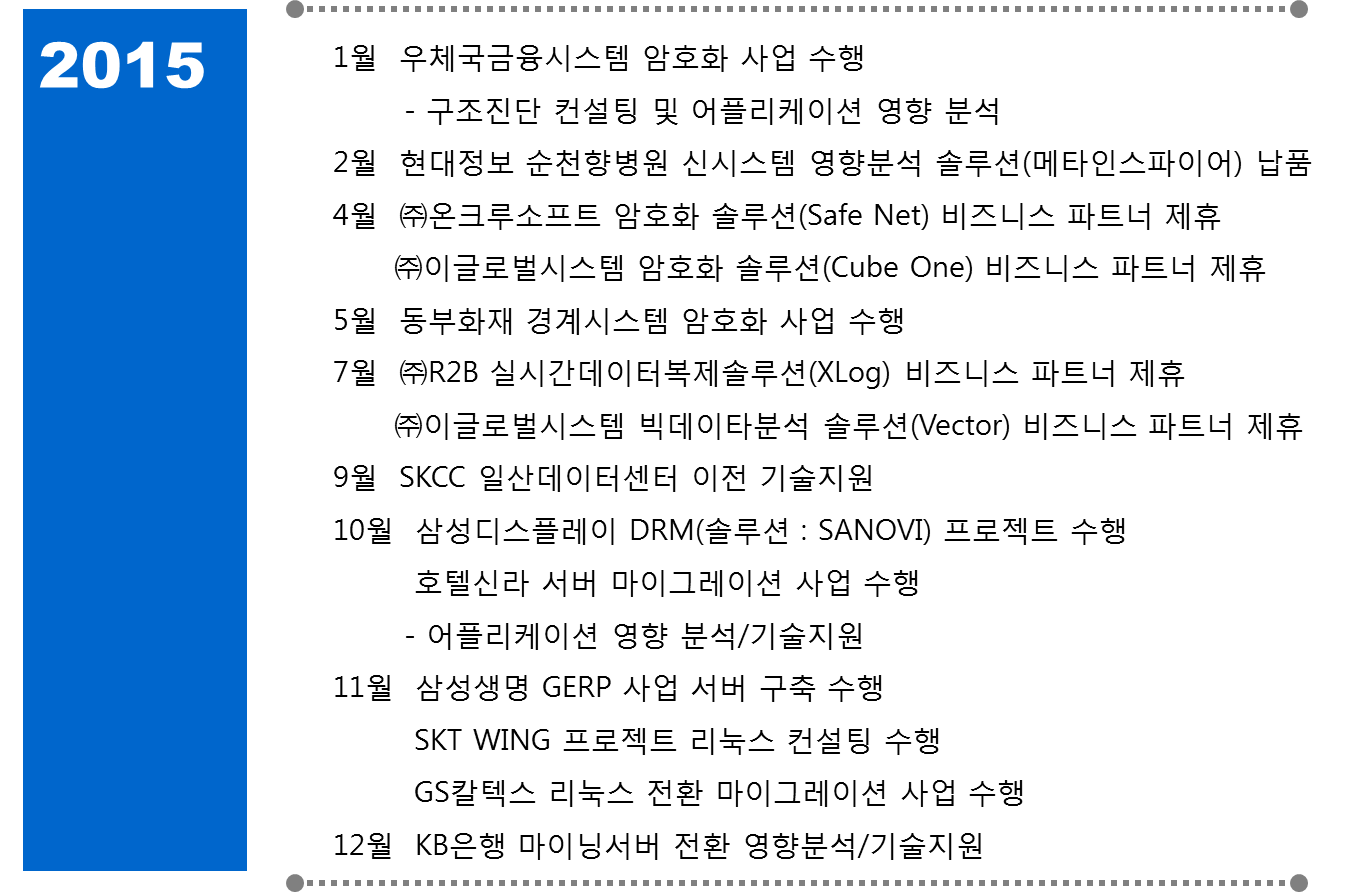 2015
1월 우체국금융시스템 암호화 사업 수행
- 구조진단 컨설팅 및 어플리케이션 영향 분석
2월 현대정보 순천향병원 신시스템 영향분석 솔루션(메타인스파이어) 납품
4월 ㈜온크루소프트 암호화 솔루션(Safe Net) 비즈니스 파트너 제휴
㈜이글로벌시스템 암호화 솔루션(Cube One) 비즈니스 파트너 제휴
5월 동부화재 경계시스템 암호화 사업 수행
7월 ㈜R2B 실시간데이터복제솔루션(XLog) 비즈니스 파트너 제휴
㈜이글로벌시스템 빅데이타분석 솔루션(Vector) 비즈니스 파트너 제휴
9월 SKCC 일산데이터센터 이전 기술지원
10월 삼성디스플레이 DRM(솔루션 : SANOVI) 프로젝트 수행
호텔신라 서버 마이그레이션 사업 수행
- 어플리케이션 영향 분석/기술지원
11월 삼성생명 GERP 사업 서버 구축 수행
SKT WING 프로젝트 리눅스 컨설팅 수행
GS칼텍스 리눅스 전환 마이그레이션 사업 수행
12월 KB은행 마이닝서버 전환 영향분석/기술지원